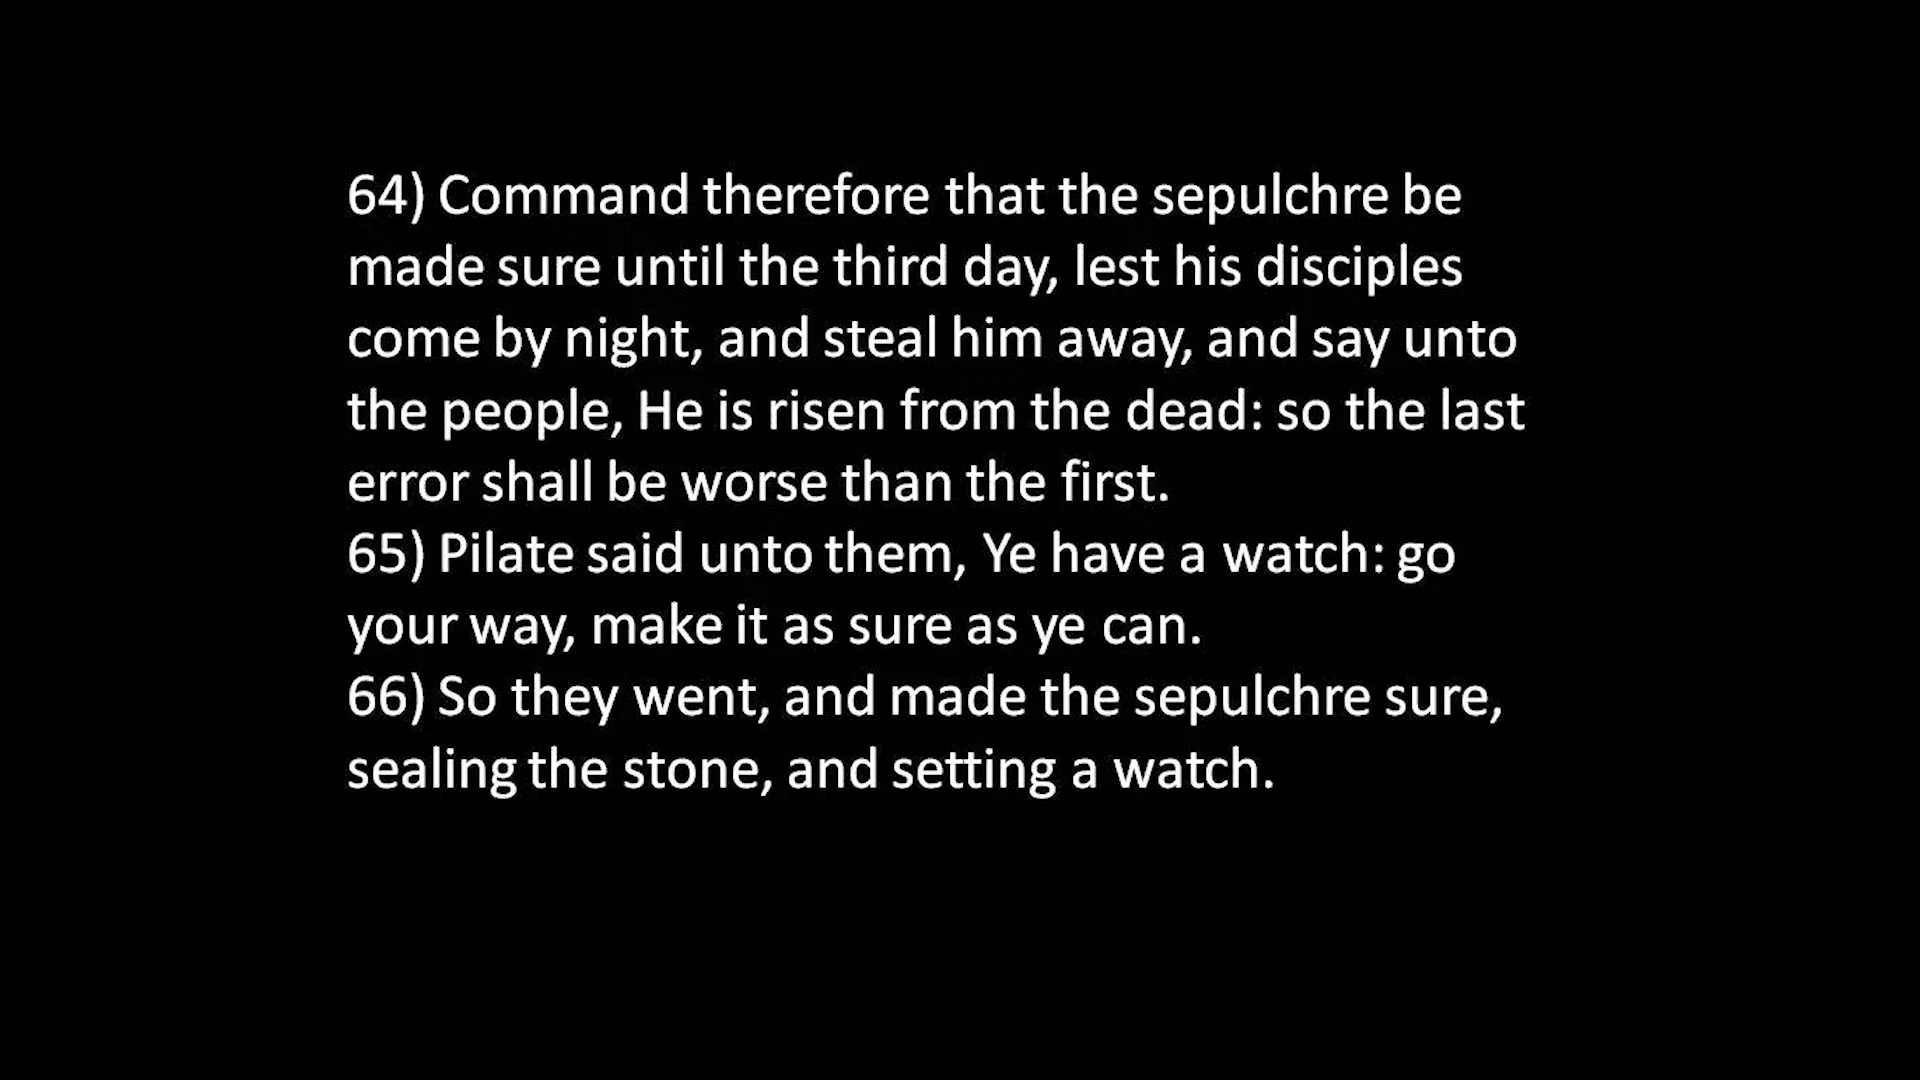 64) Command therefore that the sepulchre be
made sure until the third day, lest his disciples
come by night, and steal him away, and say unto
the people, He is risen from the dead: so the last
error shall be worse than the first.
65) Pilate said unto them, Ye have a watch: go
your way, make it as sure as ye can.
66) So they went, and made the sepulchre sure,
sealing the stone, and setting a watch.